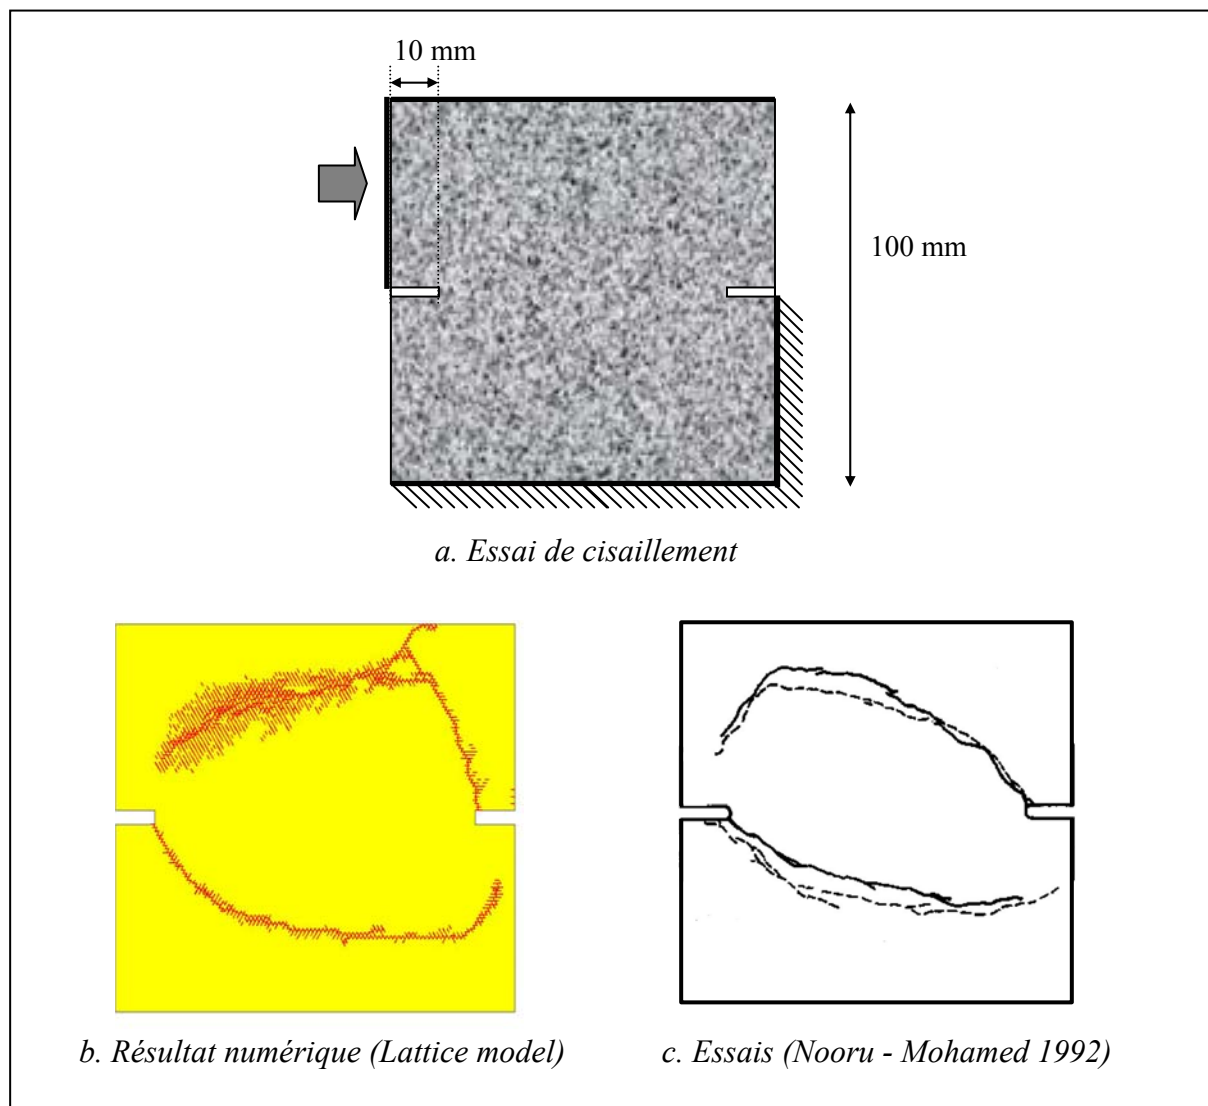 10 mm
100 mm
a. Essai de cisaillement
b. Résultat numérique (Lattice model)
c. Essais (Nooru - Mohamed 1992)